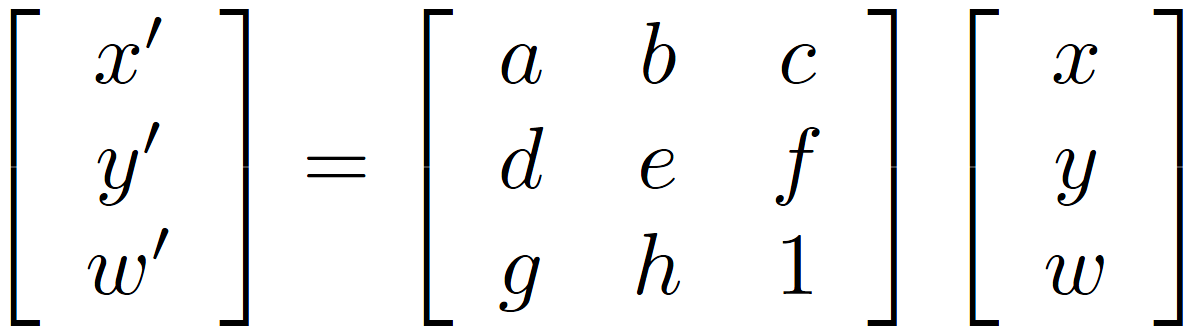 [ x′ ] = [ a b c ] [ x ]
[ y′ ] = [ d e f ] [ y ]
[ w′ ] = [ g h 1 ] [ w ]